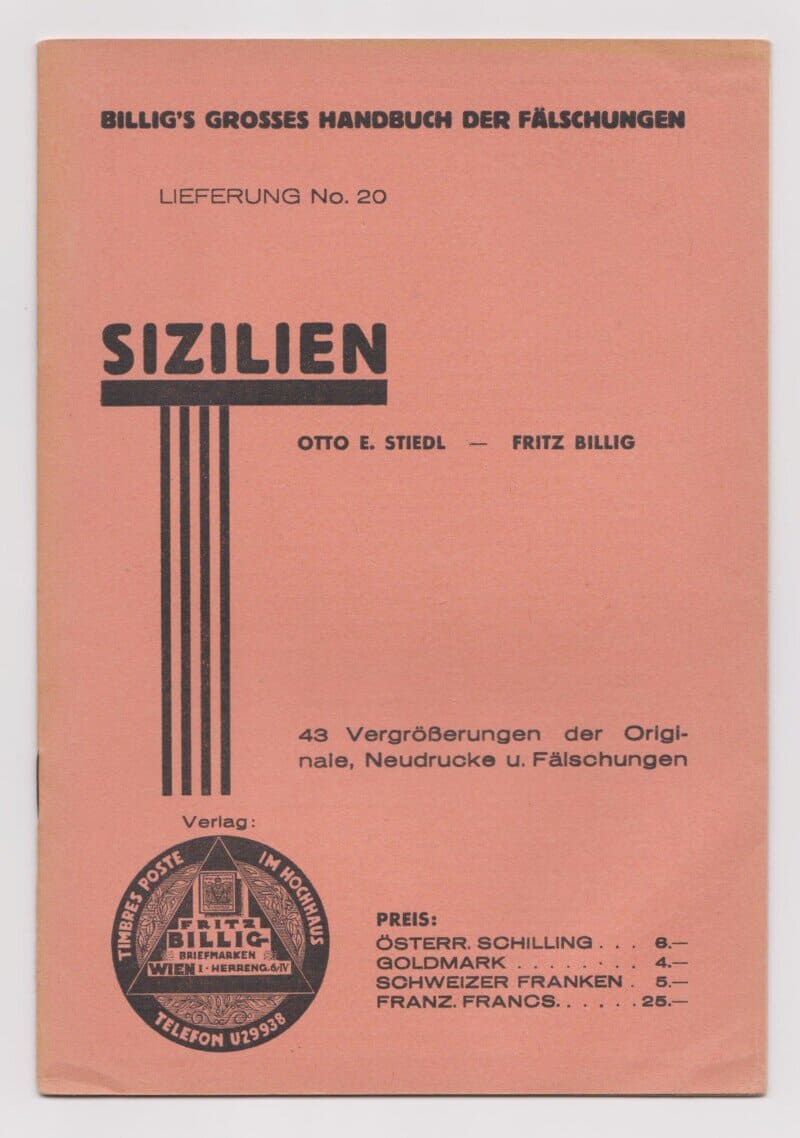 BILLIG'S GROSSES HANDBUCH DER FÄLSCHUNGEN
LIEFERUNG No. 20
SIZILIEN
OTTO E. STIEDL — FRITZ BILLIG
43 Vergrößerungen der Origi-
nale, Neudrucke u. Fälschungen
Verlag:
TIMBRES POSTE IM HOCHHAUS
FRITZ
BILLIG
BRIEFMARKEN
WIEN I · HERRENG. 6/IV
TELEFON U29938
PREIS:
ÖSTERR. SCHILLING . . . 6.—
GOLDMARK . . . . . . . . 4.—
SCHWEIZER FRANKEN . 5.—
FRANZ. FRANCS. . . . . . 25.—